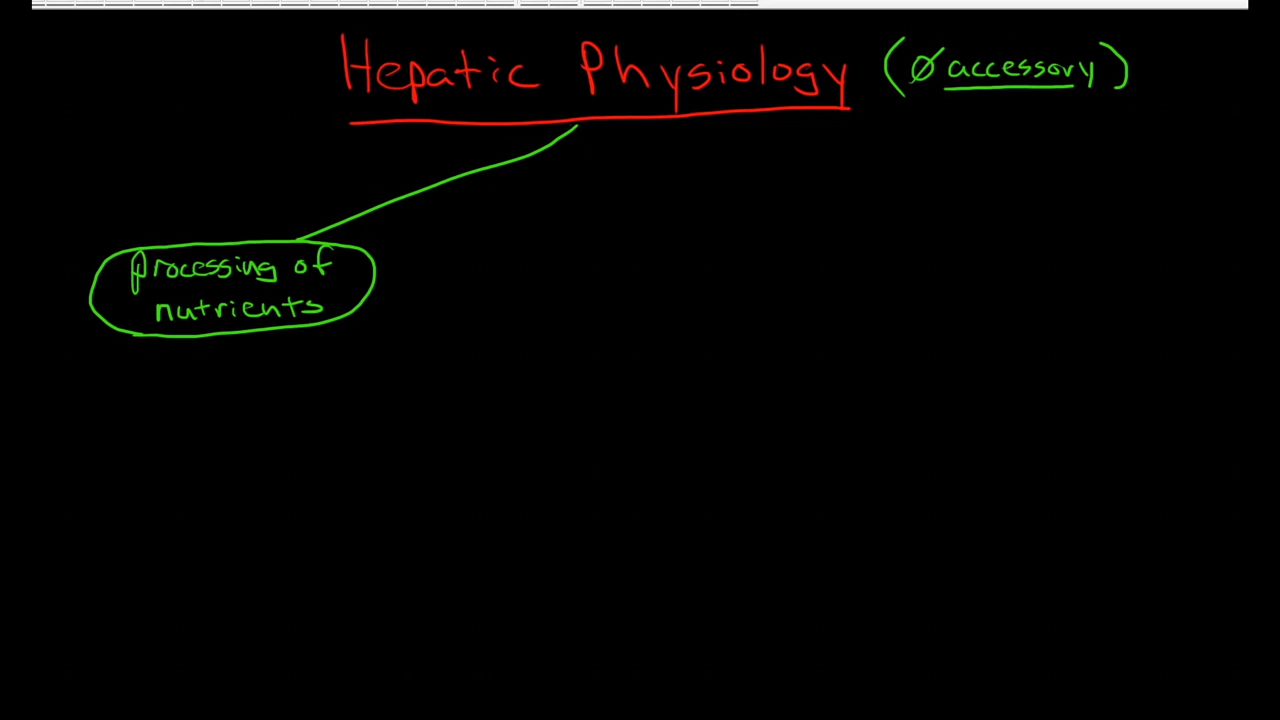 Hepatic Physiology (Ø accessory)
processing of
nutrients